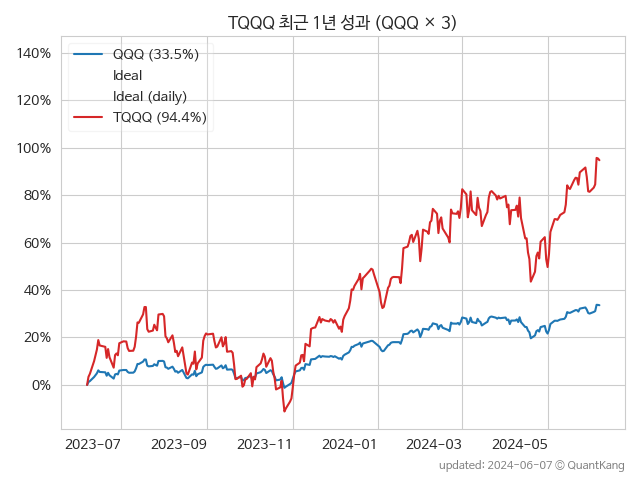 TQQQ 최근 1년 성과 (QQQ × 3)
QQQ (33.5%)
Ideal
Ideal (daily)
TQQQ (94.4%)
140%
120%
100%
80%
60%
40%
20%
0%
2023-07 2023-09 2023-11 2024-01 2024-03 2024-05
updated: 2024-06-07 © QuantKang